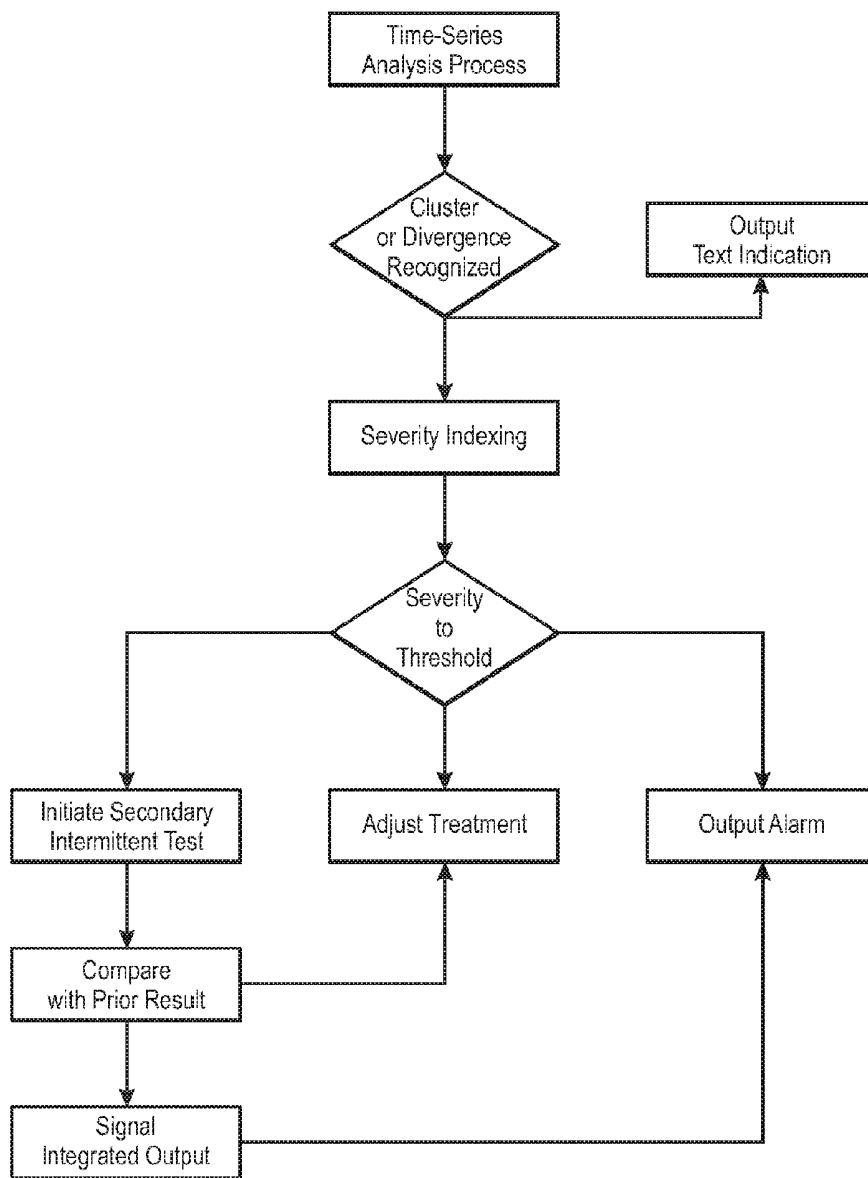 Time-Series
Analysis Process
Cluster
or Divergence
Recognized
Output
Text Indication
Severity Indexing
Severity
to
Threshold
Initiate Secondary
Intermittent Test
Adjust Treatment
Output Alarm
Compare
with Prior Result
Signal
Integrated Output